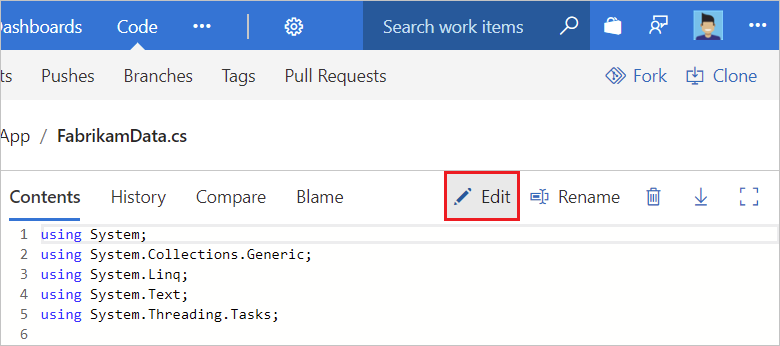 ashboards Code ••• Search work items •••
ts Pushes Branches Tags Pull Requests Fork Clone
App / FabrikamData.cs
Contents History Compare Blame Edit Rename
1 using System;
2 using System.Collections.Generic;
3 using System.Linq;
4 using System.Text;
5 using System.Threading.Tasks;
6